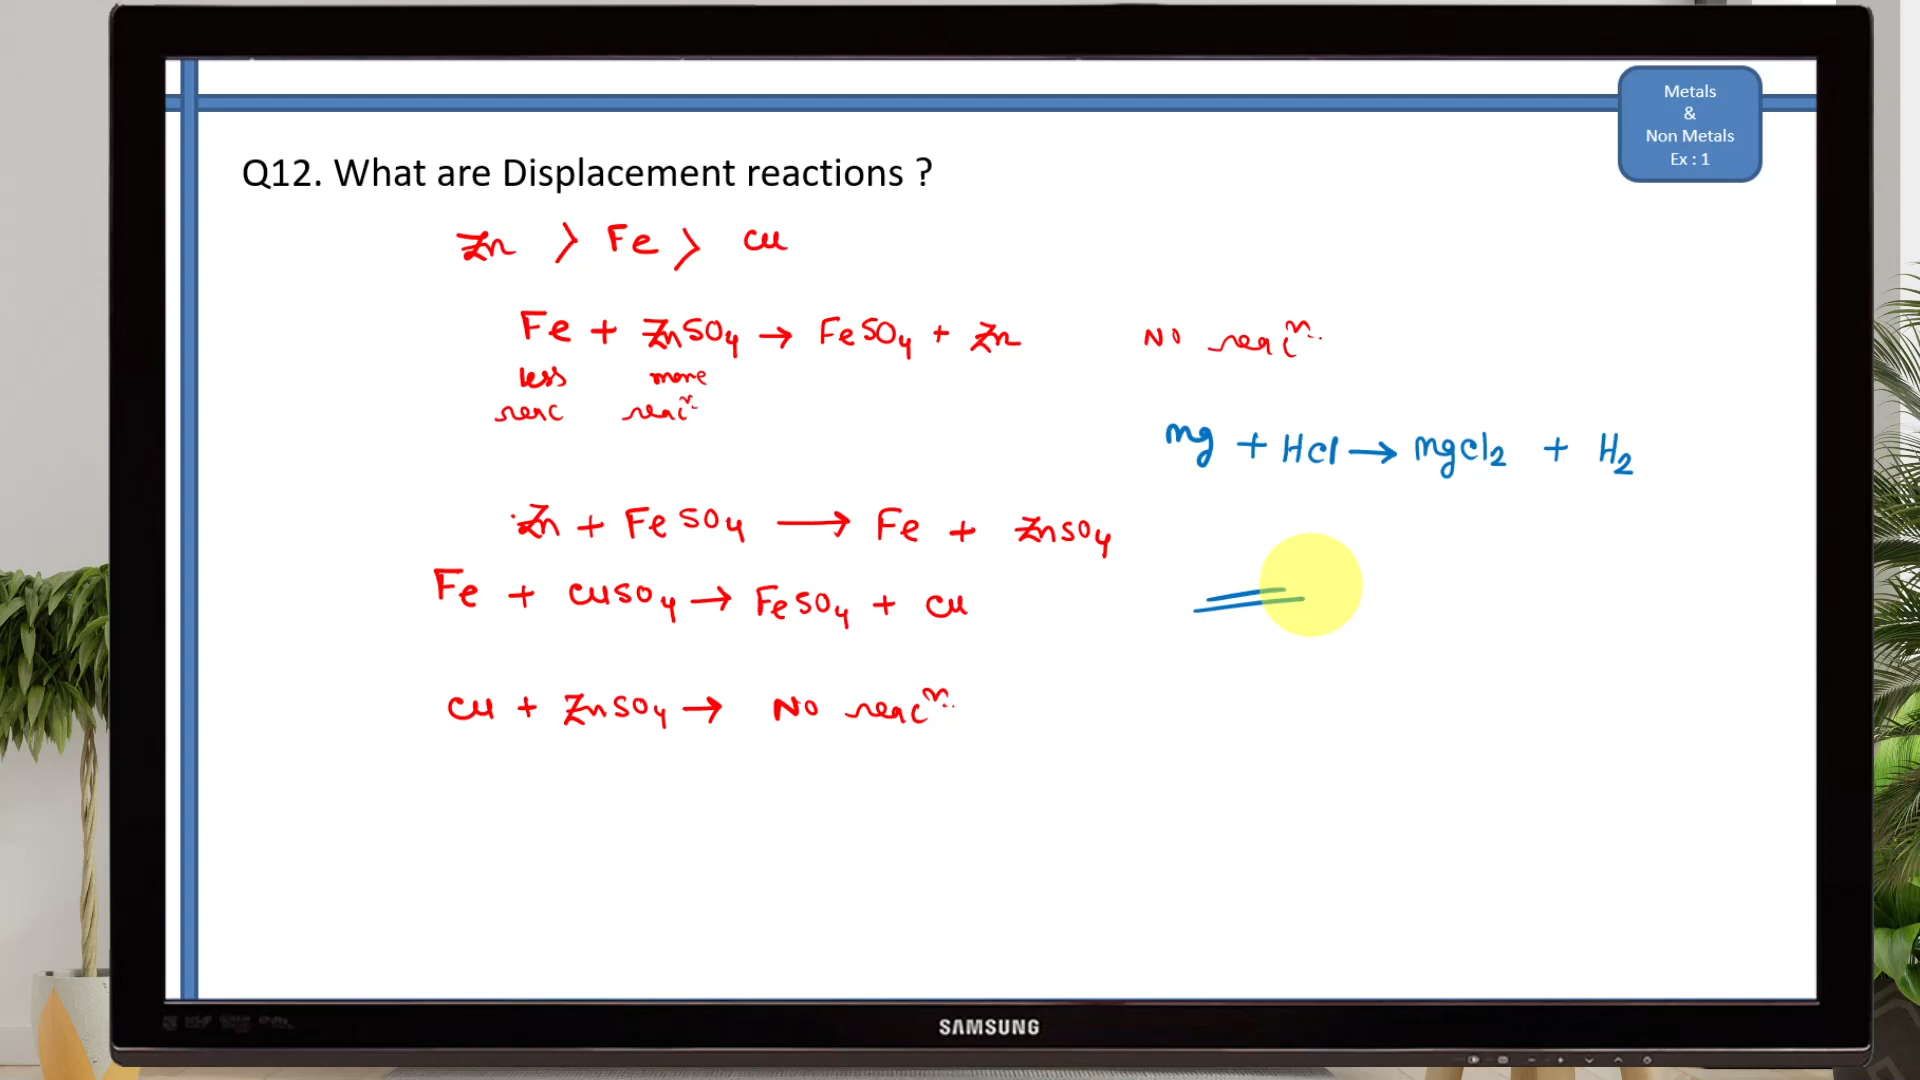 Metals
&
Non Metals
Ex : 1
Q12. What are Displacement reactions ?
Zn > Fe > Cu
Fe + ZnSO4 → FeSO4 + Zn No reacn.
less more
reac reacn
Mg + HCl → MgCl2 + H2
Zn + FeSO4 → Fe + ZnSO4
Fe + CuSO4 → FeSO4 + Cu
Cu + ZnSO4 → No reacn.
SAMSUNG